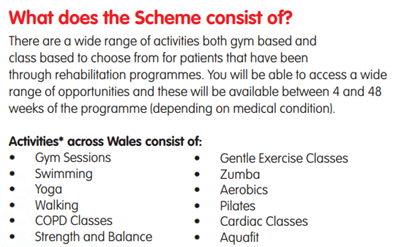 What does the Scheme consist of?
There are a wide range of activities both gym based and
class based to choose from for patients that have been
through rehabilitation programmes. You will be able to access a wide
range of opportunities and these will be available between 4 and 48
weeks of the programme (depending on medical condition).
Activities* across Wales consist of:
• Gym Sessions
• Swimming
• Yoga
• Walking
• COPD Classes
• Strength and Balance
• Gentle Exercise Classes
• Zumba
• Aerobics
• Pilates
• Cardiac Classes
• Aquafit